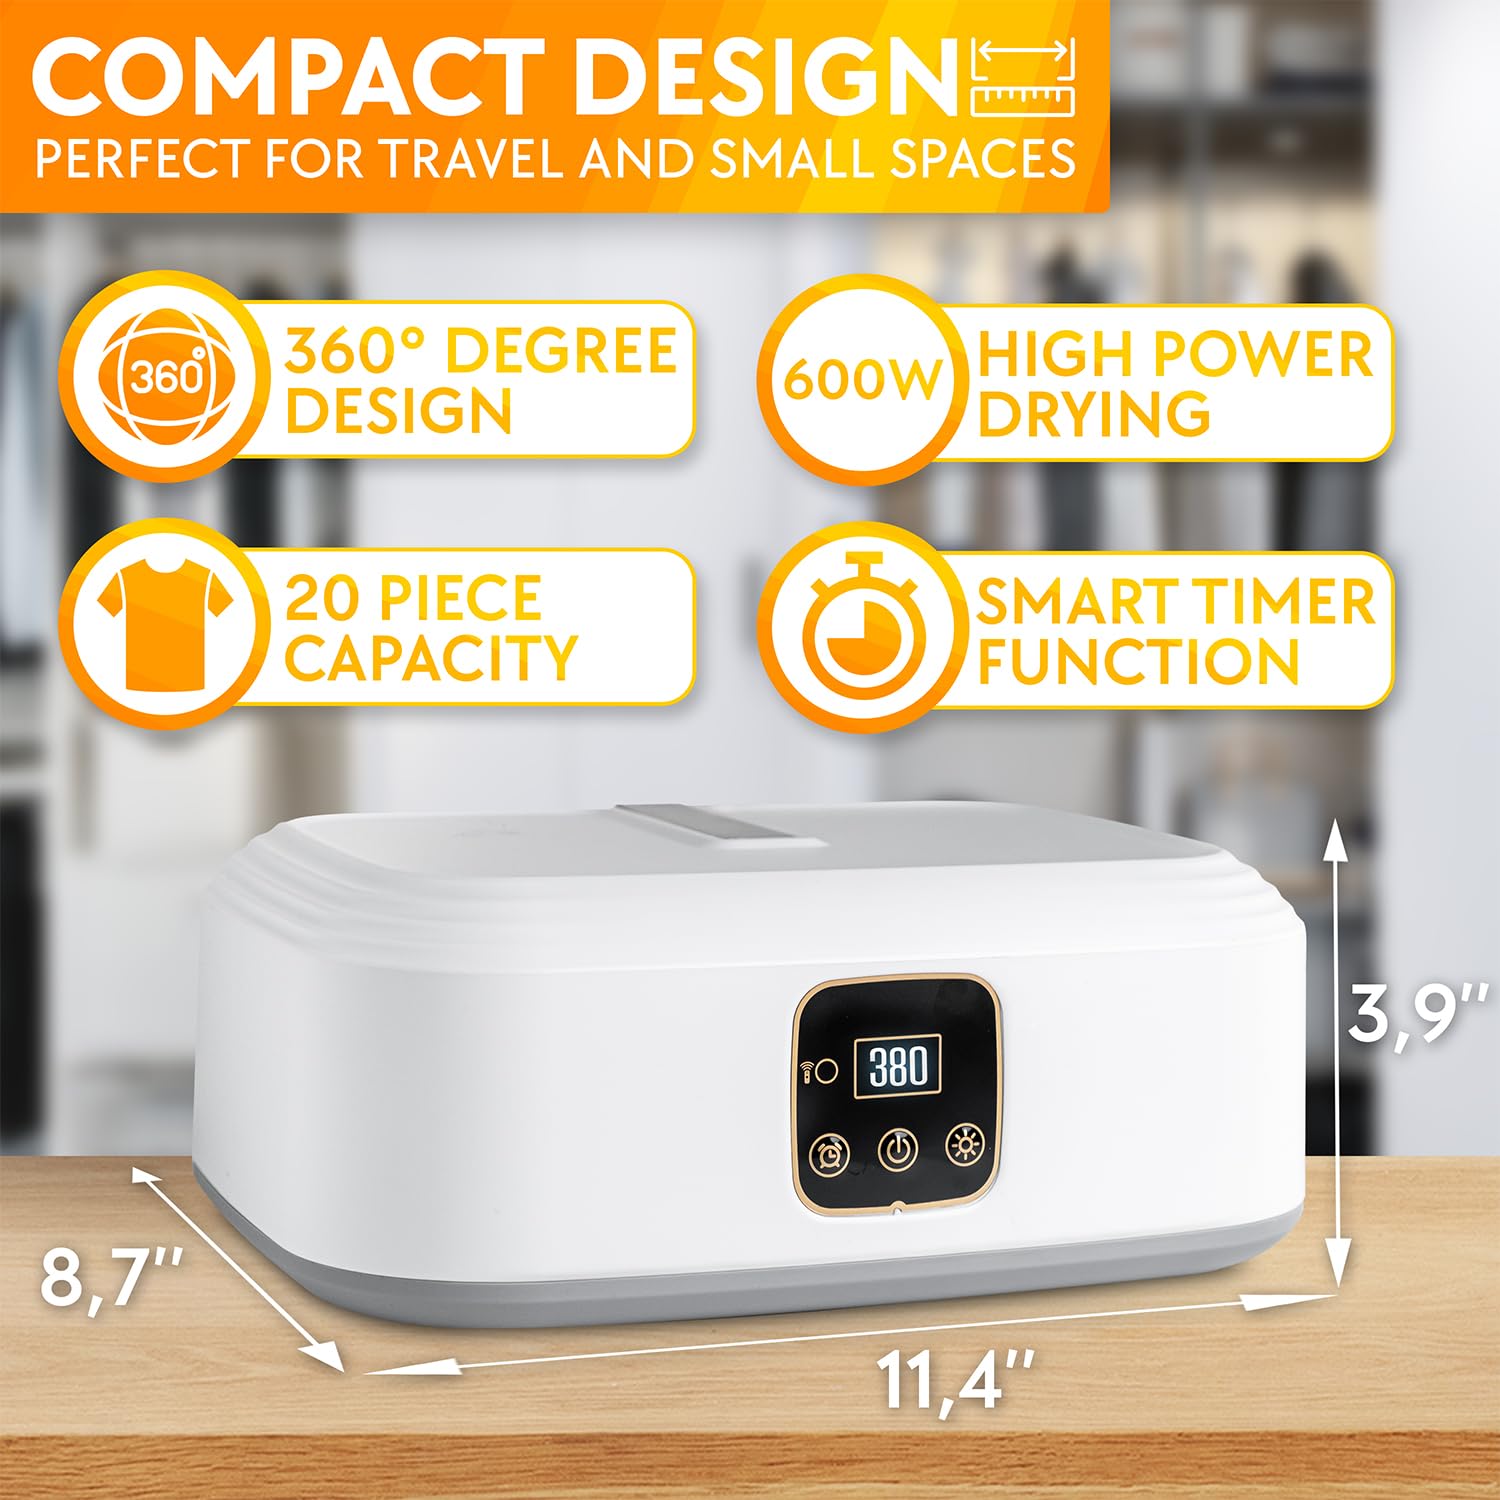 COMPACT DESIGN
PERFECT FOR TRAVEL AND SMALL SPACES
360°
360° DEGREE
DESIGN
600W
HIGH POWER
DRYING
20 PIECE
CAPACITY
SMART TIMER
FUNCTION
380
3,9"
8,7"
11,4"